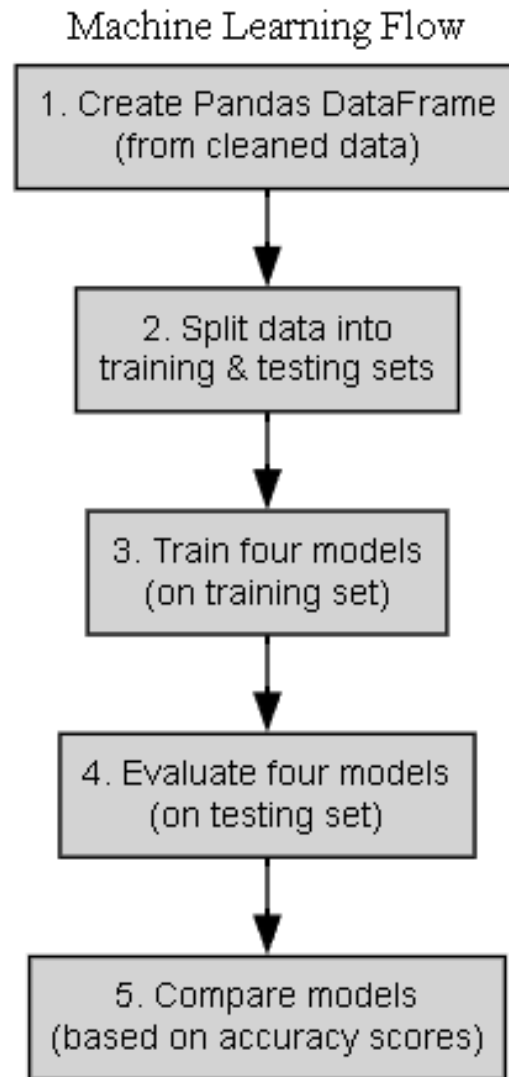 Machine Learning Flow
1. Create Pandas DataFrame
(from cleaned data)
2. Split data into
training & testing sets
3. Train four models
(on training set)
4. Evaluate four models
(on testing set)
5. Compare models
(based on accuracy scores)